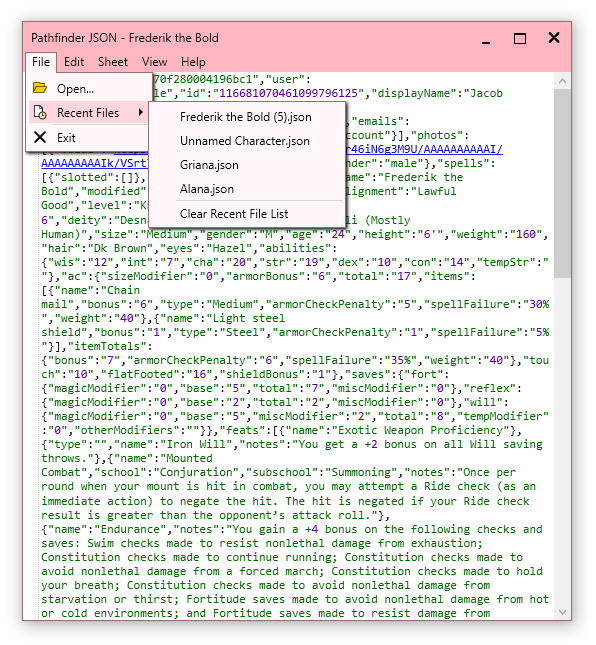 Pathfinder JSON - Frederik the Bold
File Edit Sheet View Help
Open...
Recent Files
Exit
Frederik the Bold (5).json
Unnamed Character.json
Griana.json
Alana.json
Clear Recent File List
70f280004196bc1","user":
le","id":"116681070461099796125","displayName":"Jacob
,"emails":
count"}],"photos":
r46iN6g3M9U/AAAAAAAAAAI/
AAAAAAAAAIk/VSrt nder":"male"},"spells":
[{"slotted":[]}, ame":"Frederik the
Bold","modified" lignment":"Lawful
Good","level":"K
6","deity":"Desn li (Mostly
Human)","size":"Medium","gender":"M","age":"24","height":"6'","weight":"160",
"hair":"Dk Brown","eyes":"Hazel","abilities":
{"wis":"12","int":"7","cha":"20","str":"19","dex":"10","con":"14","tempStr":"
"},"ac":{"sizeModifier":"0","armorBonus":"6","total":"17","items":
[{"name":"Chain
mail","bonus":"6","type":"Medium","armorCheckPenalty":"5","spellFailure":"30%
","weight":"40"},{"name":"Light steel
shield","bonus":"1","type":"Steel","armorCheckPenalty":"1","spellFailure":"5%
"}],"itemTotals":
{"bonus":"7","armorCheckPenalty":"6","spellFailure":"35%","weight":"40"},"tou
ch":"10","flatFooted":"16","shieldBonus":"1"},"saves":{"fort":
{"magicModifier":"0","base":"5","total":"7","miscModifier":"0"},"reflex":
{"magicModifier":"0","base":"2","total":"2","miscModifier":"0"},"will":
{"magicModifier":"0","base":"5","miscModifier":"2","total":"8","tempModifier"
:"0","otherModifiers":""}},"feats":[{"name":"Exotic Weapon Proficiency"},
{"type":"","name":"Iron Will","notes":"You get a +2 bonus on all Will saving
throws."},{"name":"Mounted
Combat","school":"Conjuration","subschool":"Summoning","notes":"Once per
round when your mount is hit in combat, you may attempt a Ride check (as an
immediate action) to negate the hit. The hit is negated if your Ride check
result is greater than the opponent’s attack roll."},
{"name":"Endurance","notes":"You gain a +4 bonus on the following checks and
saves: Swim checks made to resist nonlethal damage from exhaustion;
Constitution checks made to continue running; Constitution checks made to
avoid nonlethal damage from a forced march; Constitution checks made to hold
your breath; Constitution checks made to avoid nonlethal damage from
starvation or thirst; Fortitude saves made to avoid nonlethal damage from hot
or cold environments; and Fortitude saves made to resist damage from